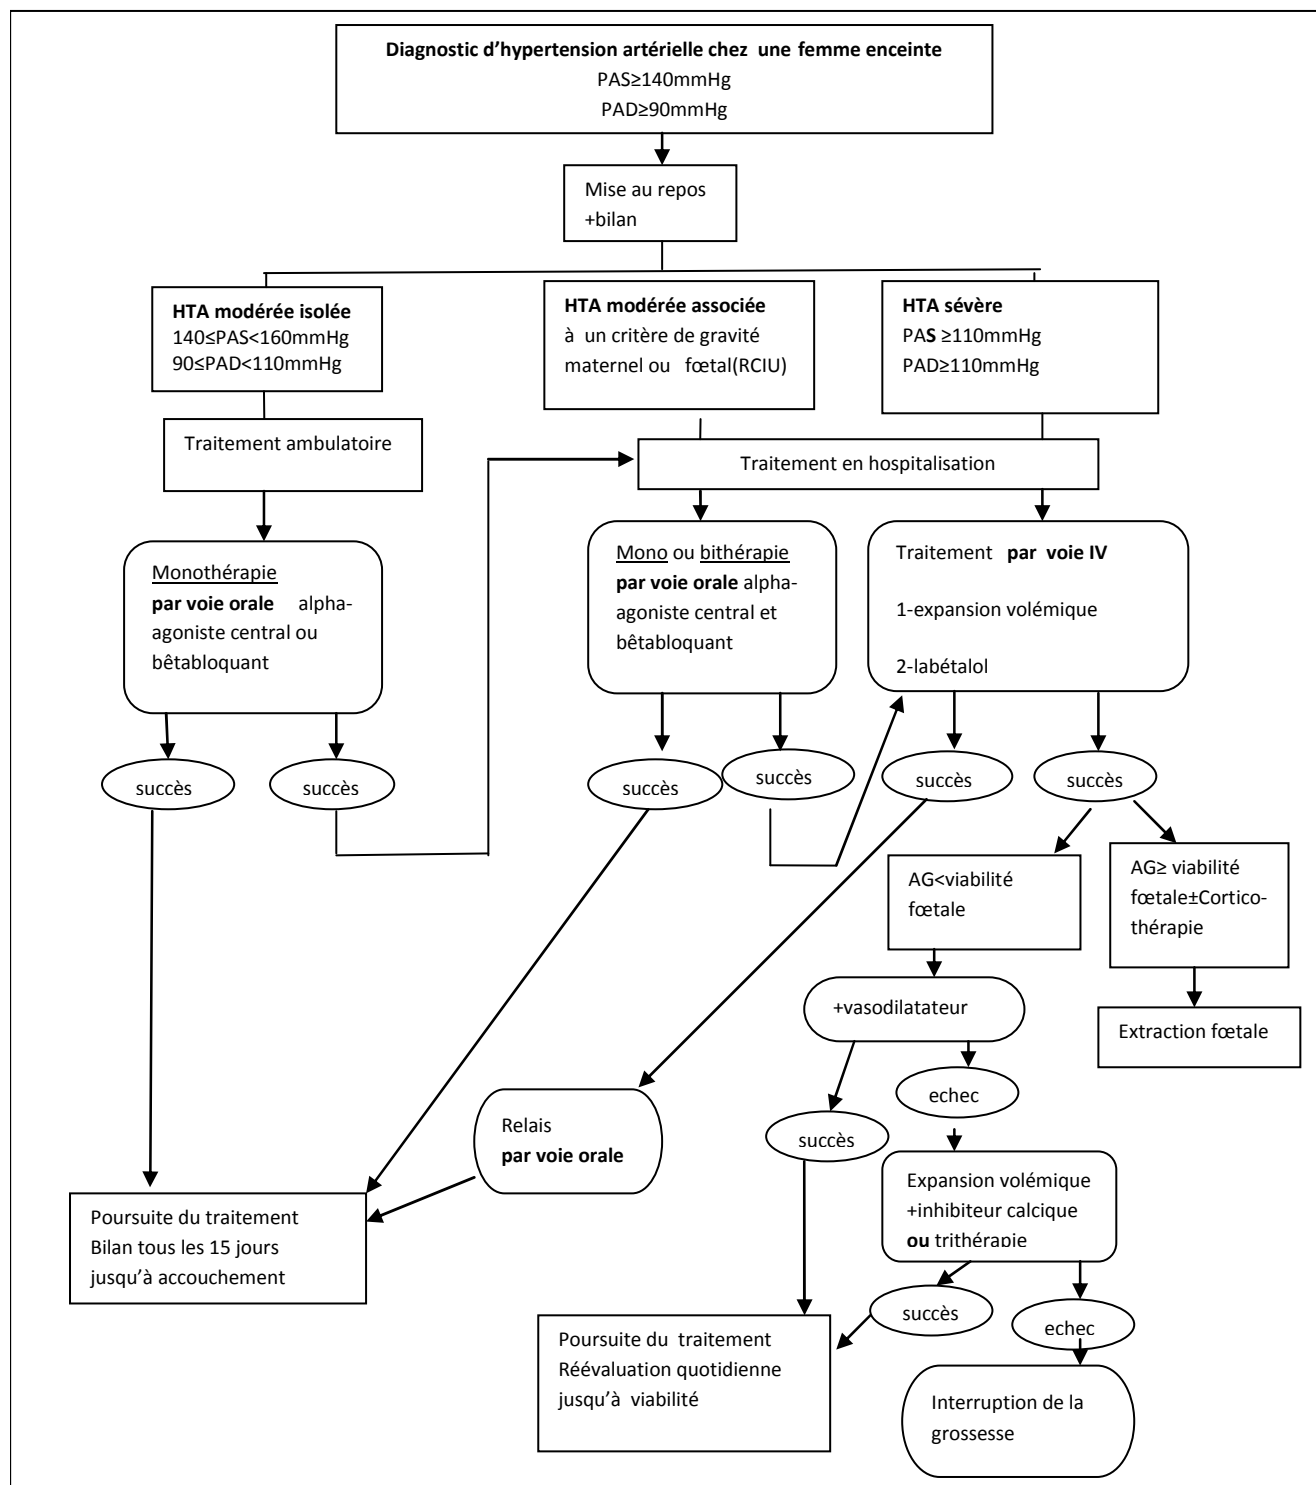 Diagnostic d'hypertension artérielle chez une femme enceinte
PAS≥140mmHg
PAD≥90mmHg
Mise au repos
+bilan
HTA modérée isolée
140≤PAS<160mmHg
90≤PAD<110mmHg
HTA modérée associée
à un critère de gravité
maternel ou fœtal(RCIU)
HTA sévère
PAS ≥110mmHg
PAD≥110mmHg
Traitement ambulatoire
Traitement en hospitalisation
Monothérapie
par voie orale alpha-
agoniste central ou
bêtabloquant
Mono ou bithérapie
par voie orale alpha-
agoniste central et
bêtabloquant
Traitement par voie IV
1-expansion volémique
2-labétalol
succès
succès
succès
succès
succès
succès
AG<viabilité
fœtale
AG≥ viabilité
fœtale±Cortico-
thérapie
+vasodilatateur
Extraction fœtale
echec
succès
Relais
par voie orale
Expansion volémique
+inhibiteur calcique
ou trithérapie
Poursuite du traitement
Bilan tous les 15 jours
jusqu'à accouchement
succès
echec
Poursuite du traitement
Réévaluation quotidienne
jusqu'à viabilité
Interruption de la
grossesse